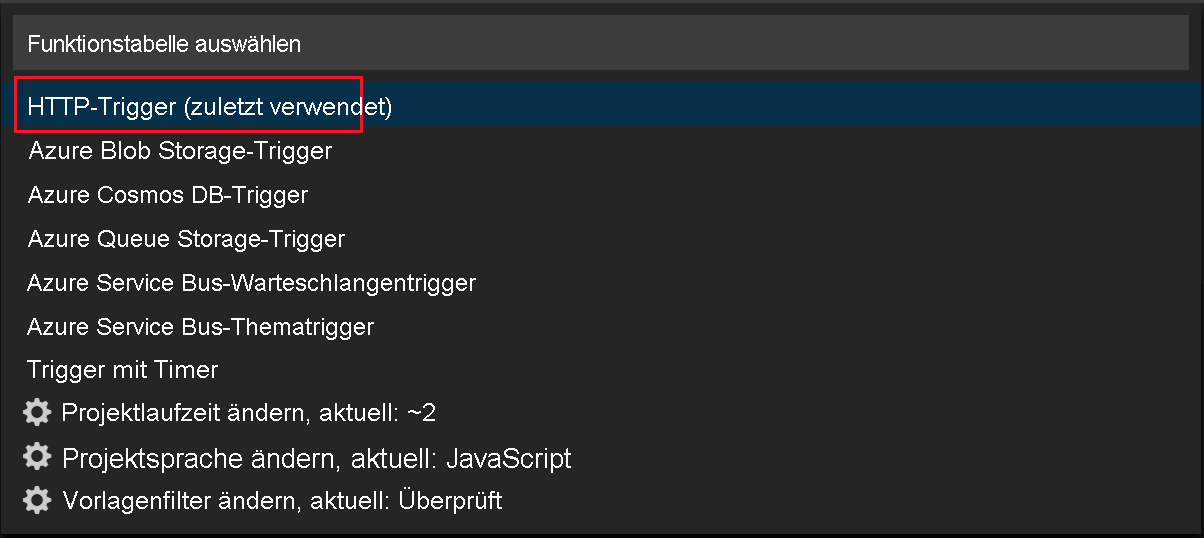 Funktionstabelle auswählen
HTTP-Trigger (zuletzt verwendet)
Azure Blob Storage-Trigger
Azure Cosmos DB-Trigger
Azure Queue Storage-Trigger
Azure Service Bus-Warteschlangentrigger
Azure Service Bus-Thematrigger
Trigger mit Timer
Projektlaufzeit ändern, aktuell: ~2
Projektsprache ändern, aktuell: JavaScript
Vorlagenfilter ändern, aktuell: Überprüft